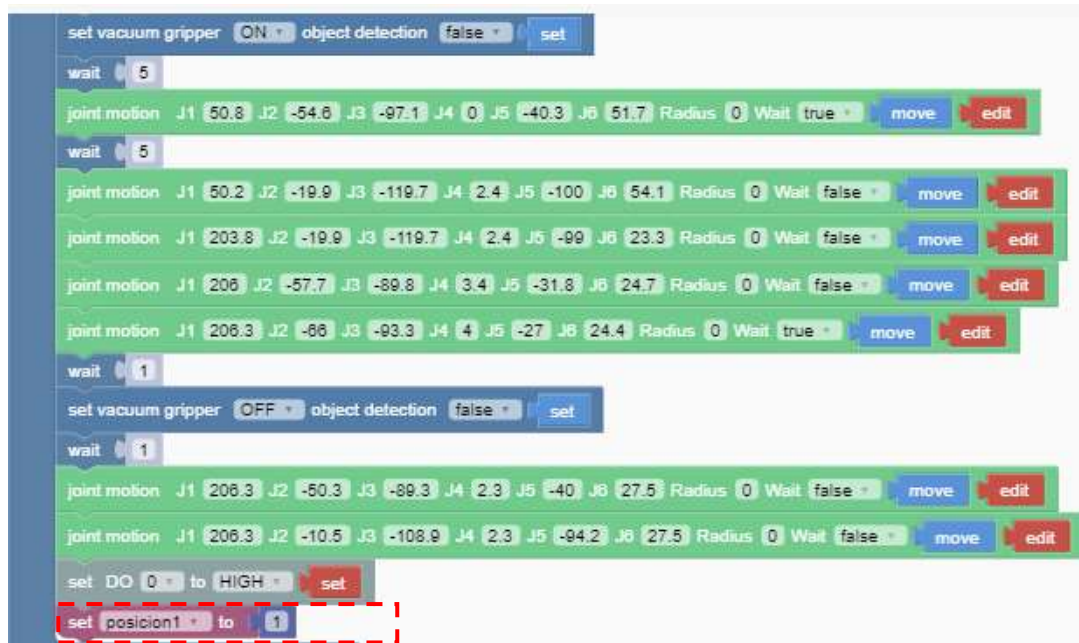 set vacuum gripper ON object detection false set
wait 5
joint motion J1 50.8 J2 -54.6 J3 -97.1 J4 0 J5 -40.3 J6 51.7 Radius 0 Wait true move edit
wait 5
joint motion J1 50.2 J2 -19.9 J3 -119.7 J4 2.4 J5 -100 J6 54.1 Radius 0 Wait false move edit
joint motion J1 203.8 J2 -19.9 J3 -119.7 J4 2.4 J5 -99 J6 23.3 Radius 0 Wait false move edit
joint motion J1 206 J2 -57.7 J3 -89.8 J4 3.4 J5 -31.8 J6 24.7 Radius 0 Wait false move edit
joint motion J1 206.3 J2 -66 J3 -93.3 J4 4 J5 -27 J6 24.4 Radius 0 Wait true move edit
wait 1
set vacuum gripper OFF object detection false set
wait 1
joint motion J1 206.3 J2 -50.3 J3 -89.3 J4 2.3 J5 -40 J6 27.5 Radius 0 Wait false move edit
joint motion J1 206.3 J2 -10.5 J3 -108.9 J4 2.3 J5 -94.2 J6 27.5 Radius 0 Wait false move edit
set DO 0 to HIGH set
set posicion1 to 1